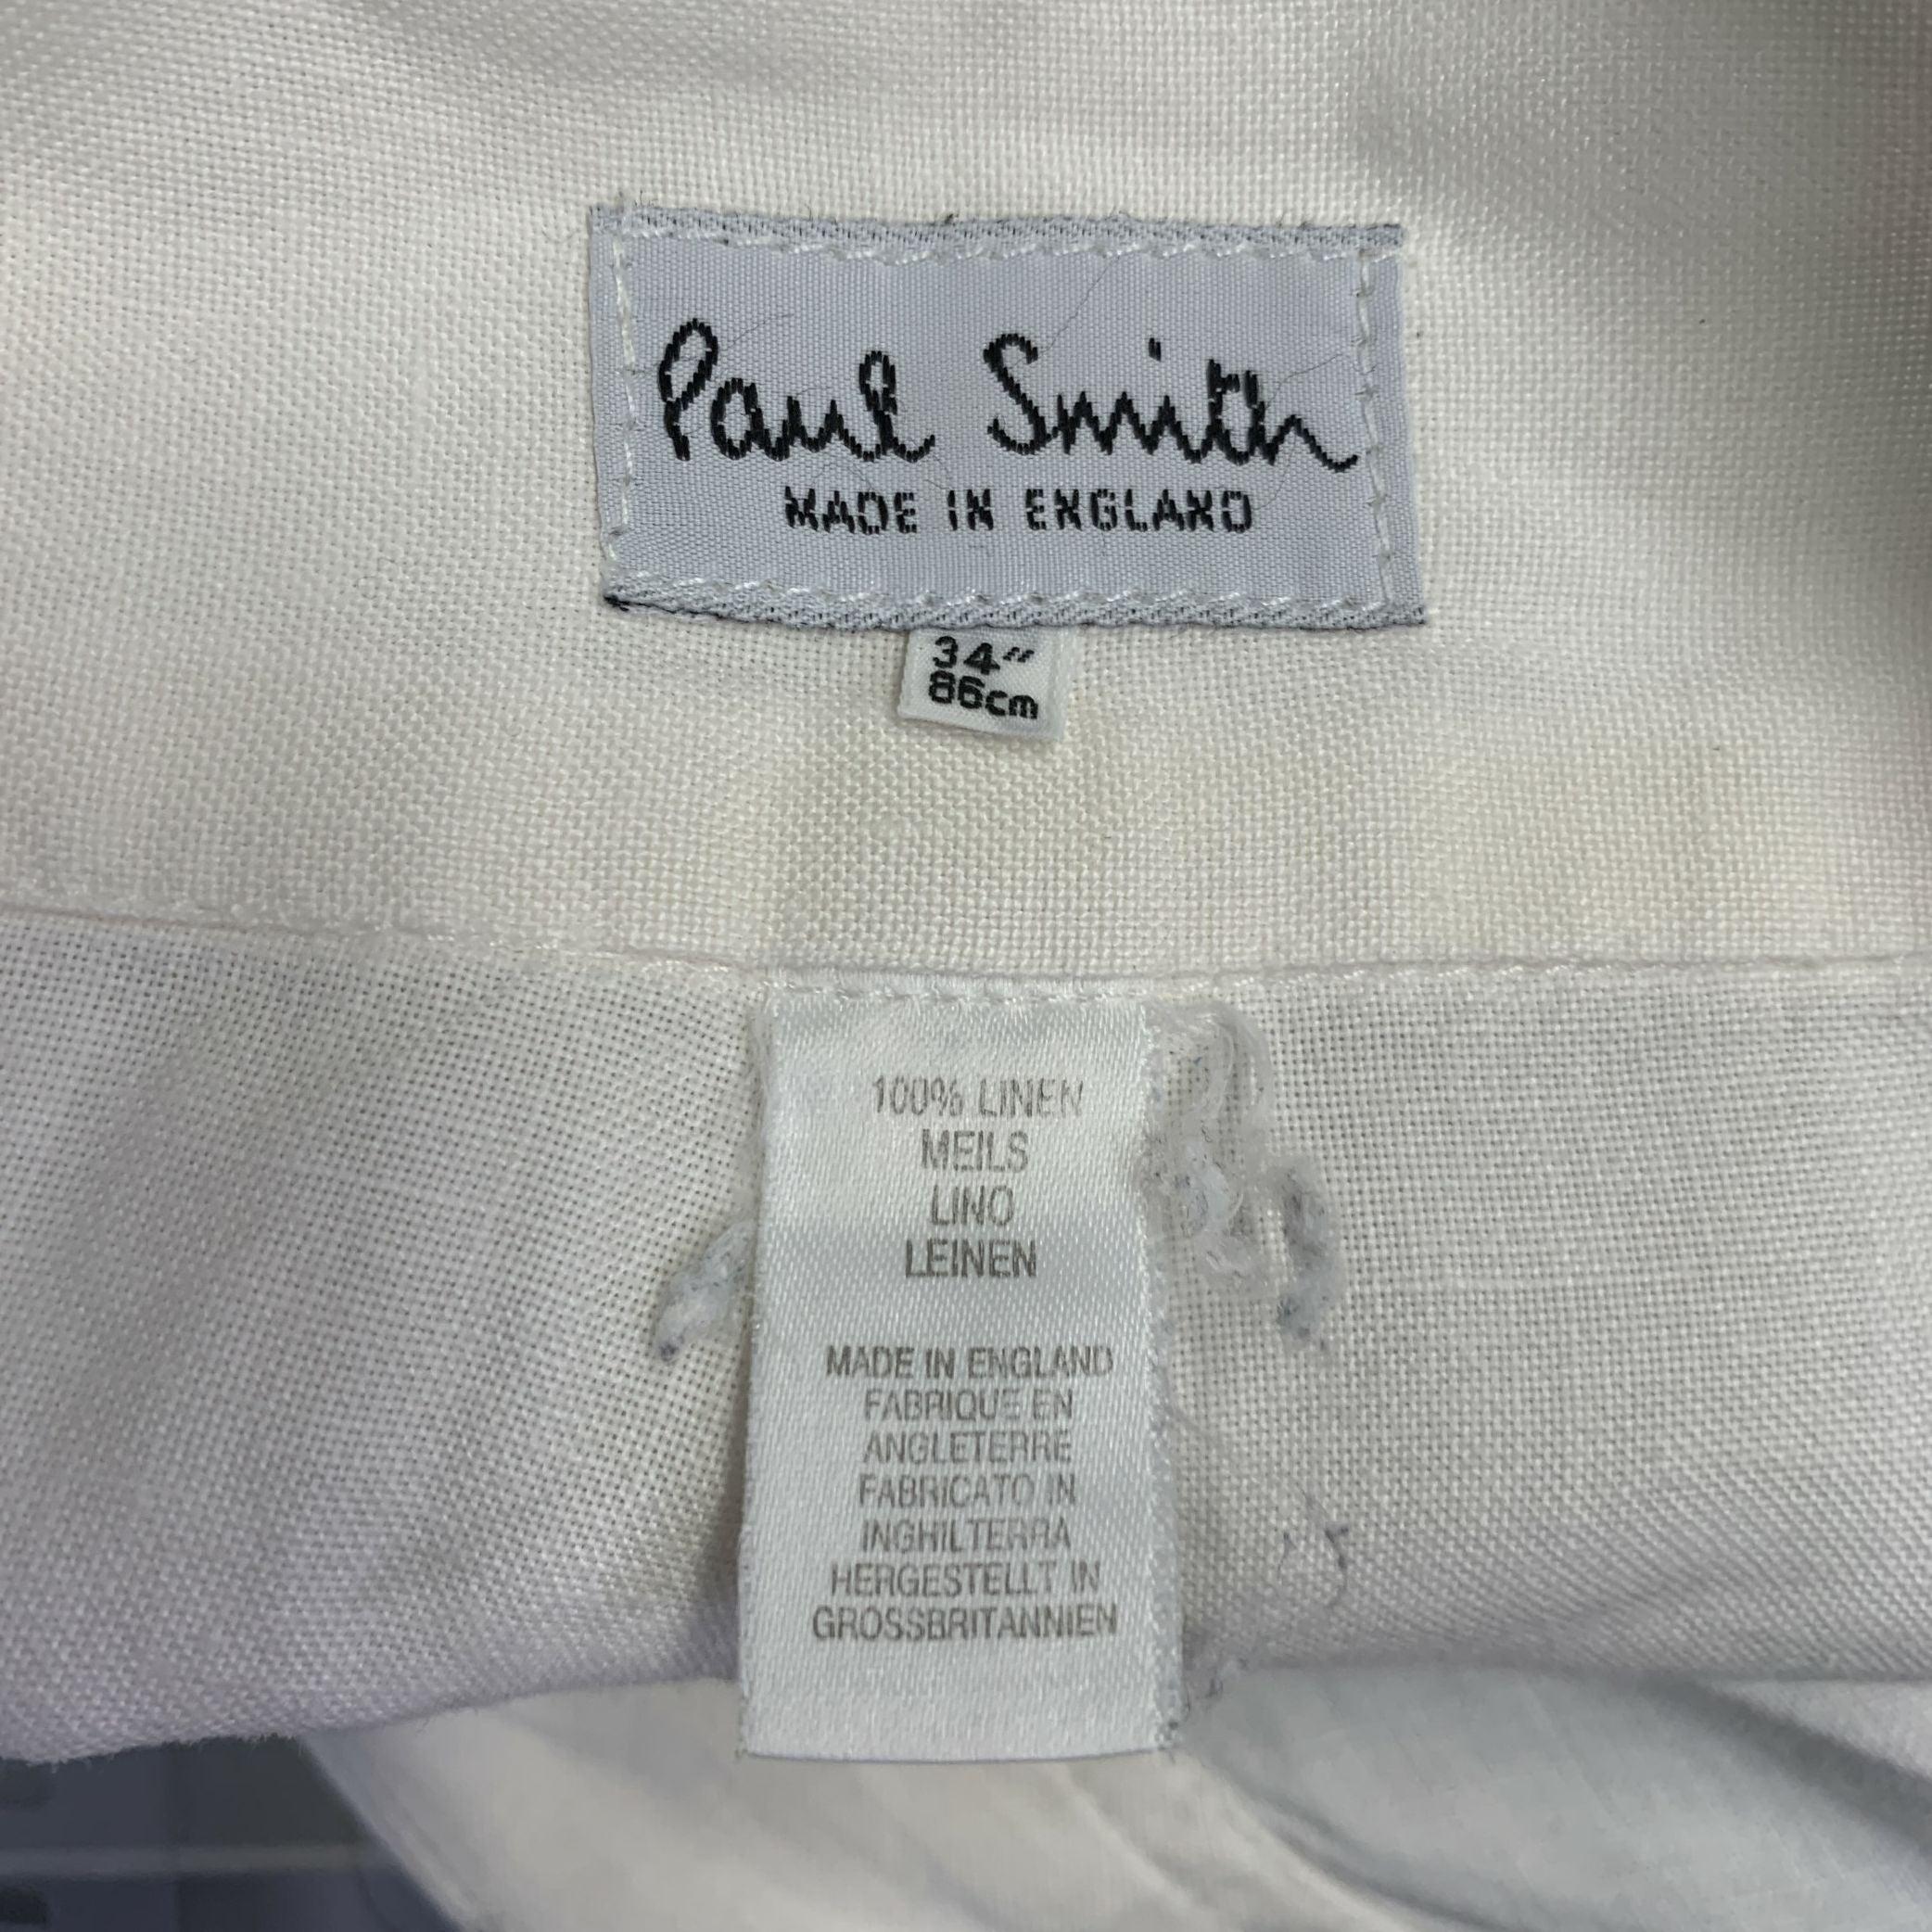 Paul Smith
MADE IN ENGLAND
34"
86cm
100% LINEN
MEILS
LINO
LEINEN
MADE IN ENGLAND
FABRIQUE EN
ANGLETERRE
FABRICATO IN
INGHILTERRA
HERGESTELLT IN
GROSSBRITANNIEN